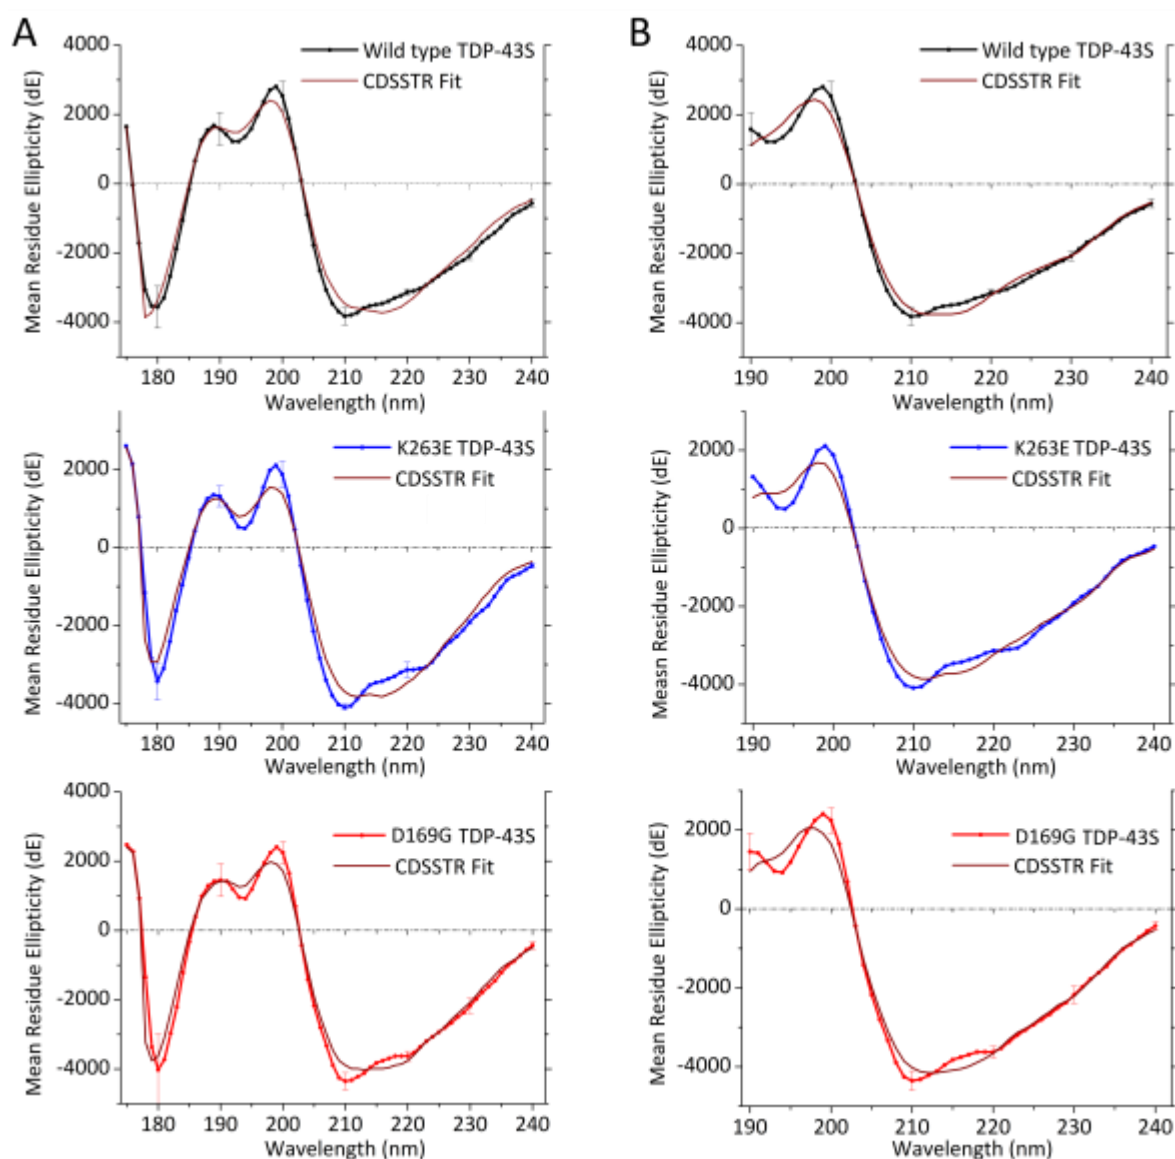 A
4000
2000
0
-2000
-4000
Mean Residue Ellipticity (dE)
Wild type TDP-43S
CDSSTR Fit
180 190 200 210 220 230 240
Wavelength (nm)
2000
0
-2000
-4000
Mean Residue Ellipticity (dE)
K263E TDP-43S
CDSSTR Fit
180 190 200 210 220 230 240
Wavelength (nm)
4000
2000
0
-2000
-4000
Mean Residue Ellipticity (dE)
D169G TDP-43S
CDSSTR Fit
180 190 200 210 220 230 240
Wavelength (nm)
B
4000
2000
0
-2000
-4000
Mean Residue Ellipticity (dE)
Wild type TDP-43S
CDSSTR Fit
190 200 210 220 230 240
Wavelength (nm)
2000
0
-2000
-4000
Measn Residue Ellipticity (dE)
K263E TDP-43S
CDSSTR Fit
190 200 210 220 230 240
Wavelength (nm)
2000
0
-2000
-4000
Mean Residue Ellipticity (dE)
D169G TDP-43S
CDSSTR Fit
190 200 210 220 230 240
Wavelength (nm)